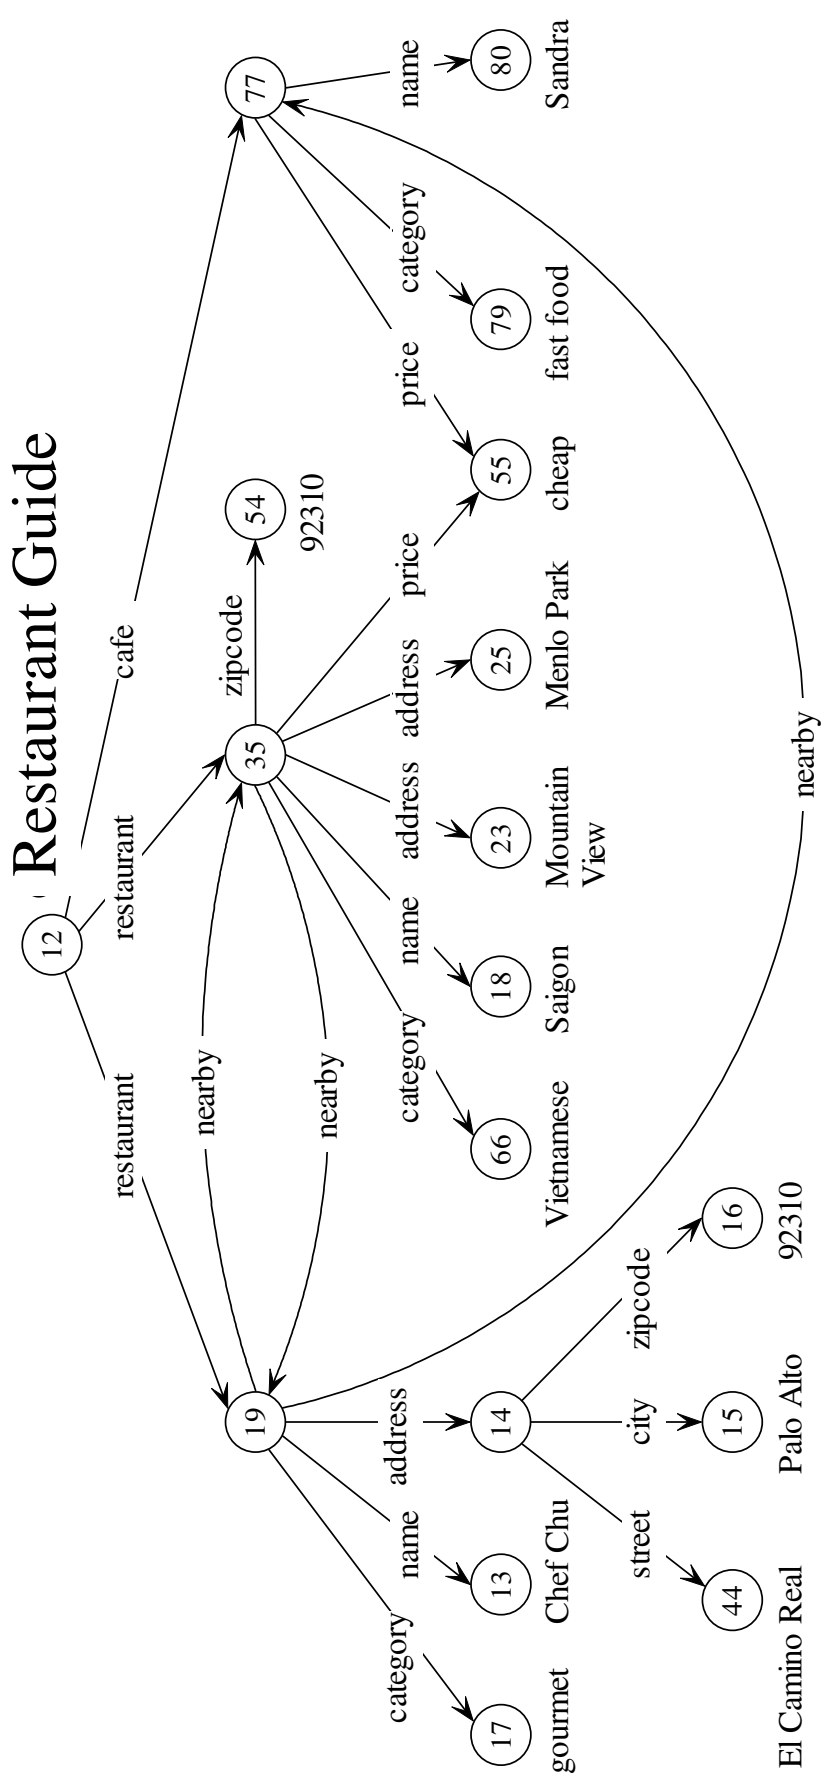 Restaurant Guide
12
restaurant
restaurant
cafe
19
nearby
nearby
35
zipcode
54
92310
77
category
name
address
category
name
address
address
price
price
category
name
17
gourmet
13
Chef Chu
14
66
Vietnamese
18
Saigon
23
Mountain
View
25
Menlo Park
55
cheap
79
fast food
80
Sandra
street
city
zipcode
44
El Camino Real
15
Palo Alto
16
92310
nearby